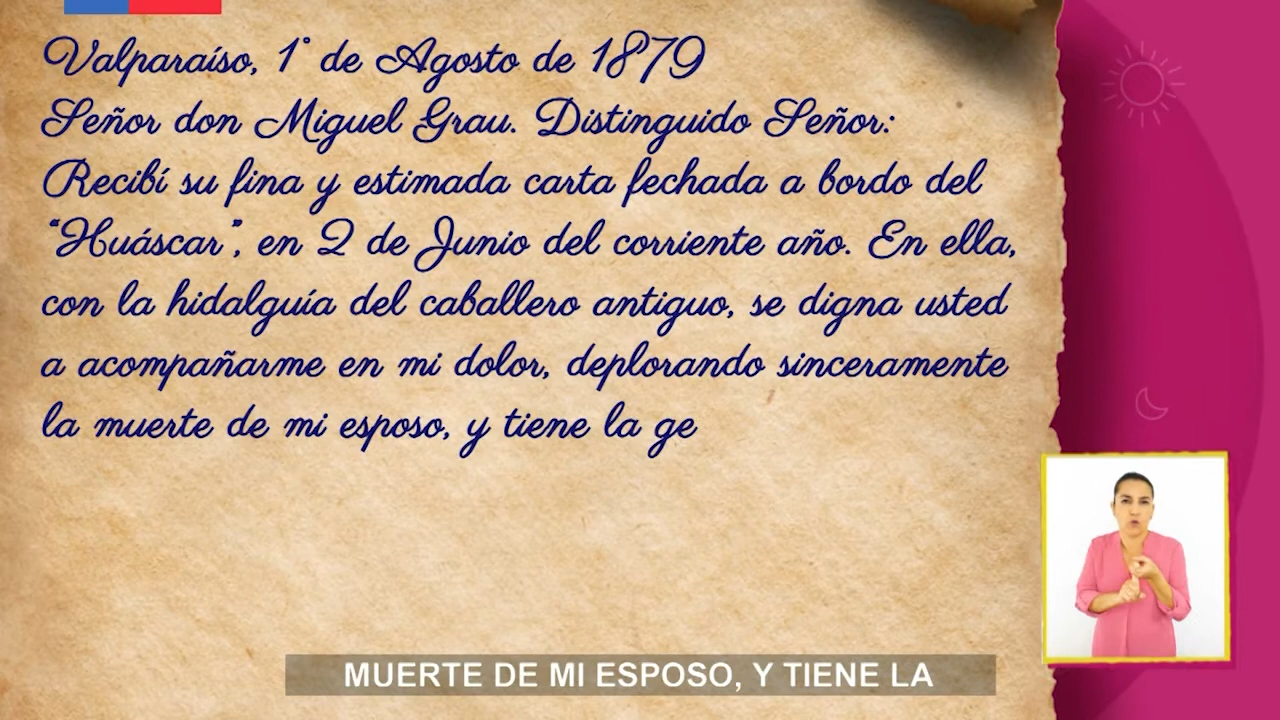 Valparaíso, 1° de Agosto de 1879
Señor don Miguel Grau. Distinguido Señor:
Recibí su fina y estimada carta fechada a bordo del
“Huáscar”, en 2 de Junio del corriente año. En ella,
con la hidalguía del caballero antiguo, se digna usted
a acompañarme en mi dolor, deplorando sinceramente
la muerte de mi esposo, y tiene la ge
MUERTE DE MI ESPOSO, Y TIENE LA